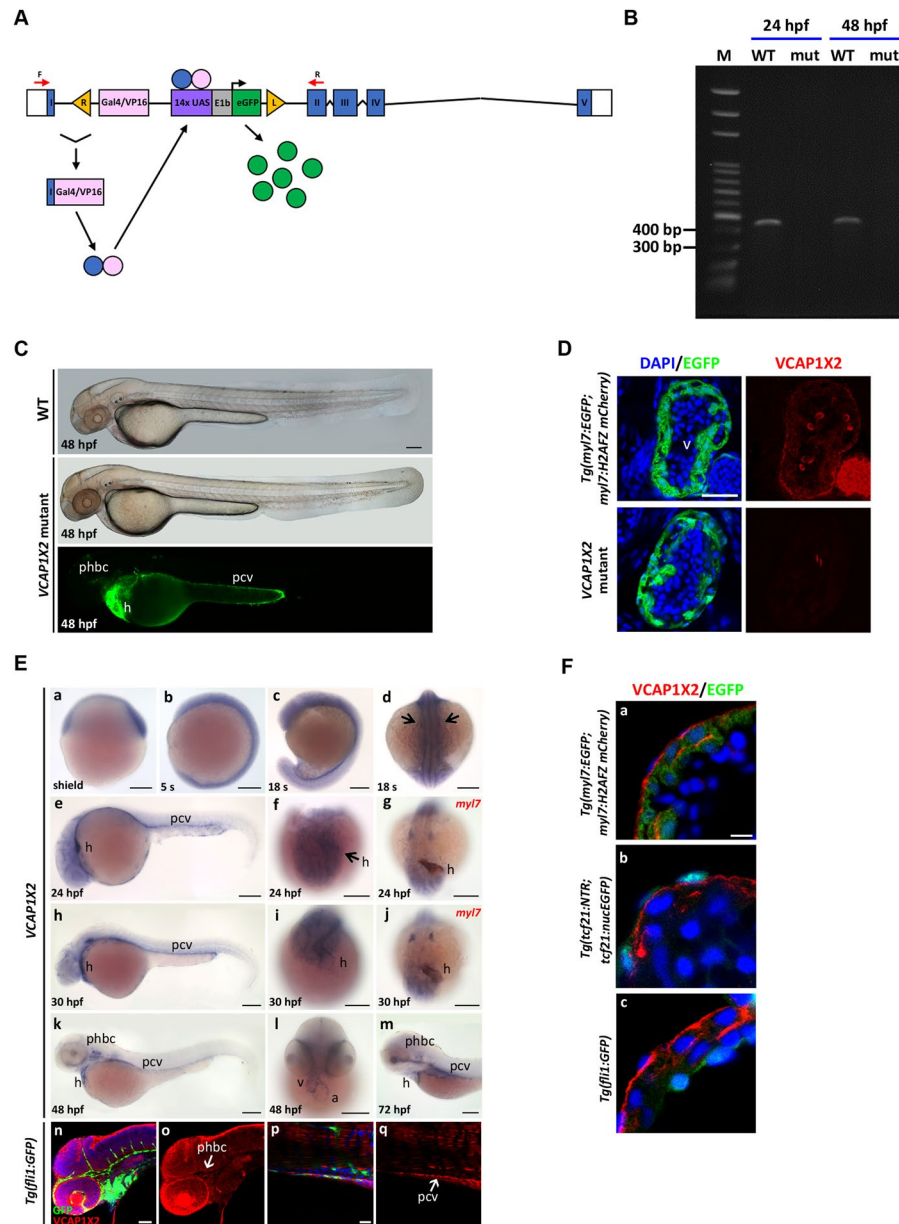 A
F
I
R
Gal4/VP16
14x UAS
E1b
eGFP
L
R
II
III
IV
V
I
Gal4/VP16
B
24 hpf
48 hpf
M
WT
mut
WT
mut
400 bp
300 bp
C
WT
48 hpf
VCAP1X2 mutant
48 hpf
phbc
pcv
h
48 hpf
D
DAPI/EGFP
VCAP1X2
Tg(myl7:EGFP;
myl7:H2AFZ mCherry)
v
VCAP1X2
mutant
E
VCAP1X2
a
shield
b
5 s
c
18 s
d
18 s
e
pcv
h
24 hpf
f
h
24 hpf
g
myl7
h
24 hpf
h
pcv
h
30 hpf
i
h
30 hpf
j
myl7
h
30 hpf
k
phbc
pcv
h
48 hpf
l
v
a
48 hpf
m
phbc
pcv
h
72 hpf
Tg(fli1:GFP)
n
GFP
VCAP1X2
o
phbc
p
q
pcv
F
VCAP1X2/EGFP
Tg(myl7:EGFP;
myl7:H2AFZ mCherry)
a
Tg(tcf21:NTR;
tcf21:nucEGFP)
b
Tg(fli1:GFP)
c